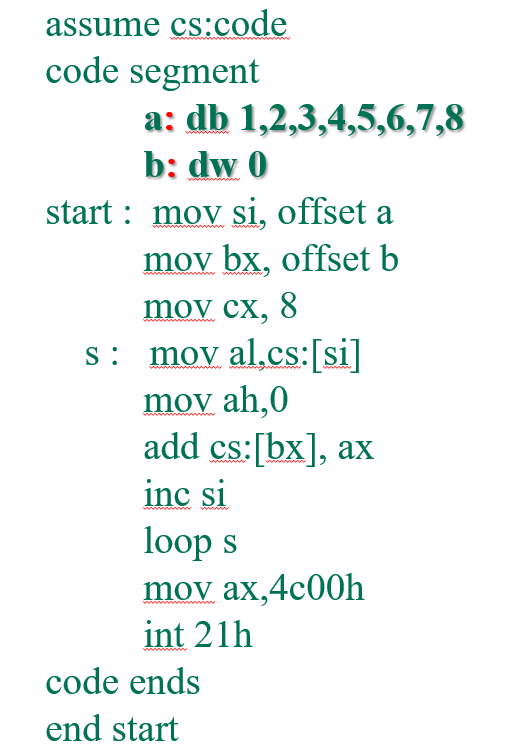 assume cs:code
code segment
a: db 1,2,3,4,5,6,7,8
b: dw 0
start : mov si, offset a
mov bx, offset b
mov cx, 8
s : mov al,cs:[si]
mov ah,0
add cs:[bx], ax
inc si
loop s
mov ax,4c00h
int 21h
code ends
end start